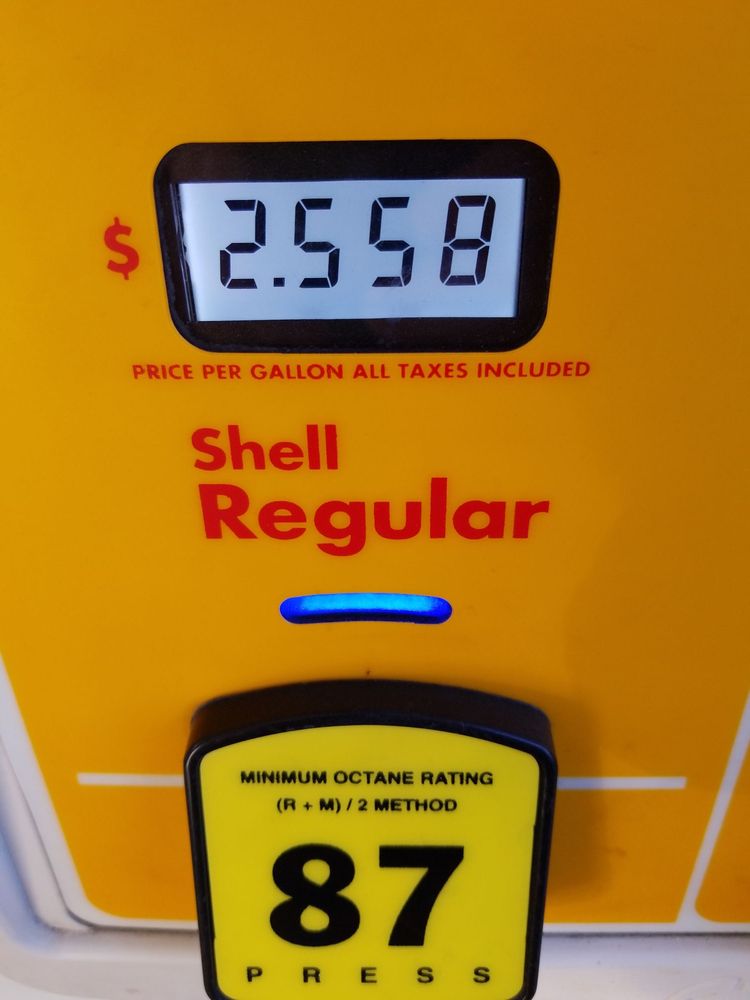 $ 2.558
PRICE PER GALLON ALL TAXES INCLUDED
Shell
Regular
MINIMUM OCTANE RATING
(R + M) / 2 METHOD
87
PRESS